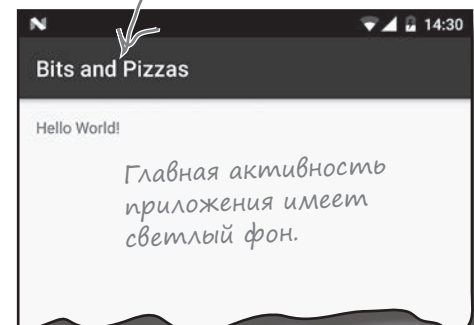 14:30
Bits and Pizzas
Hello World!
Главная активность
приложения имеет
светлый фон.